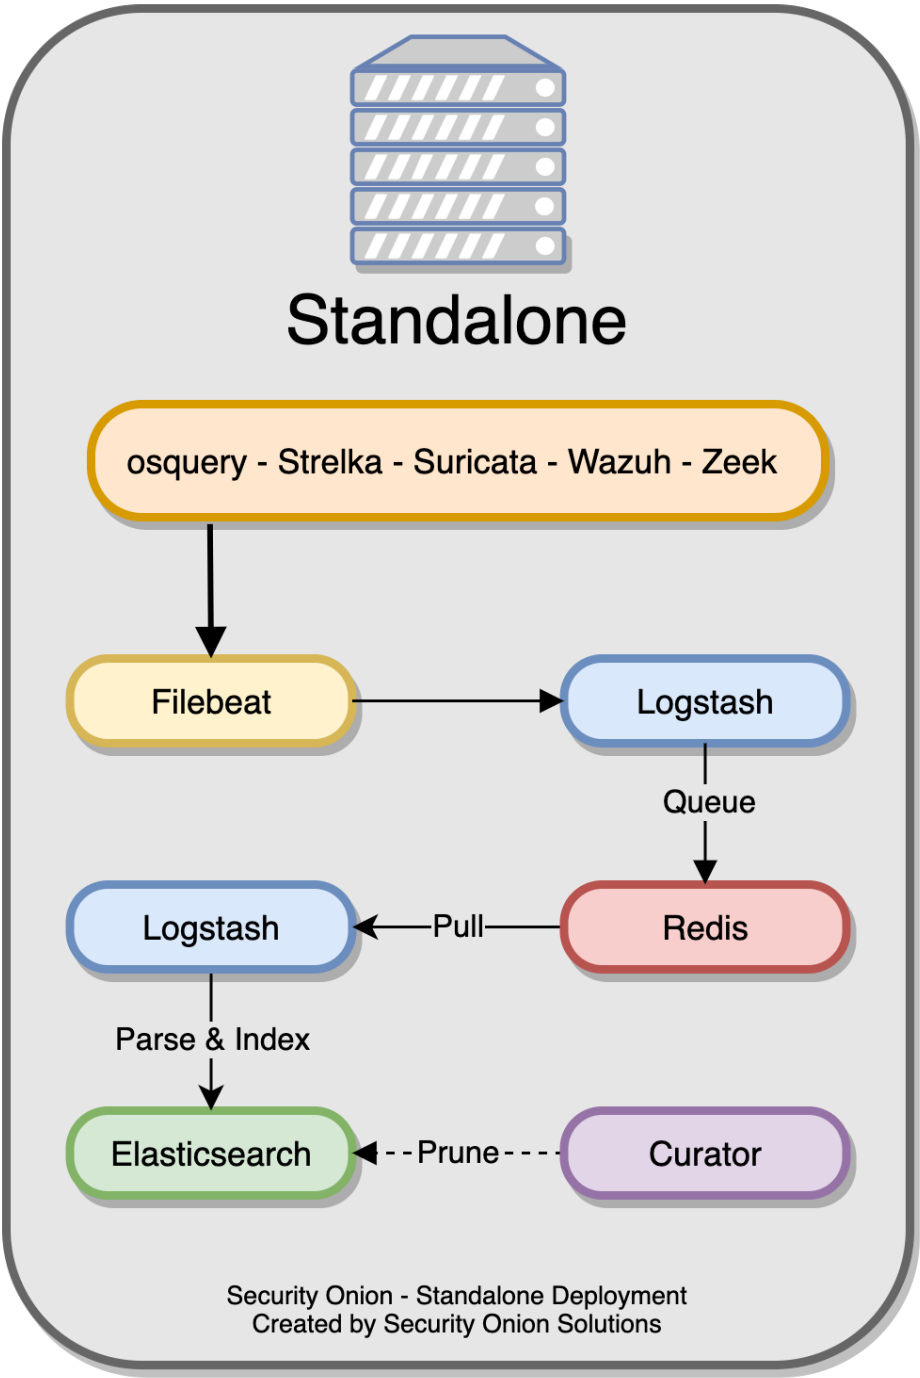 Standalone
osquery - Strelka - Suricata - Wazuh - Zeek
Filebeat
Logstash
Queue
Logstash
Pull
Redis
Parse & Index
Elasticsearch
Prune
Curator
Security Onion - Standalone Deployment
Created by Security Onion Solutions